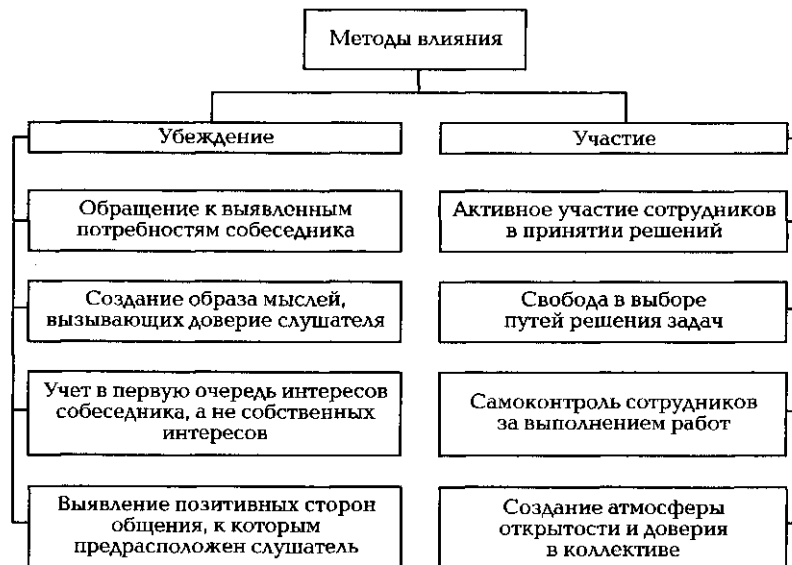 Методы влияния
Убеждение
Обращение к выявленным
потребностям собеседника
Создание образа мыслей,
вызывающих доверие слушателя
Учет в первую очередь интересов
собеседника, а не собственных
интересов
Выявление позитивных сторон
общения, к которым
предрасположен слушатель
Участие
Активное участие сотрудников
в принятии решений
Свобода в выборе
путей решения задач
Самоконтроль сотрудников
за выполнением работ
Создание атмосферы
открытости и доверия
в коллективе